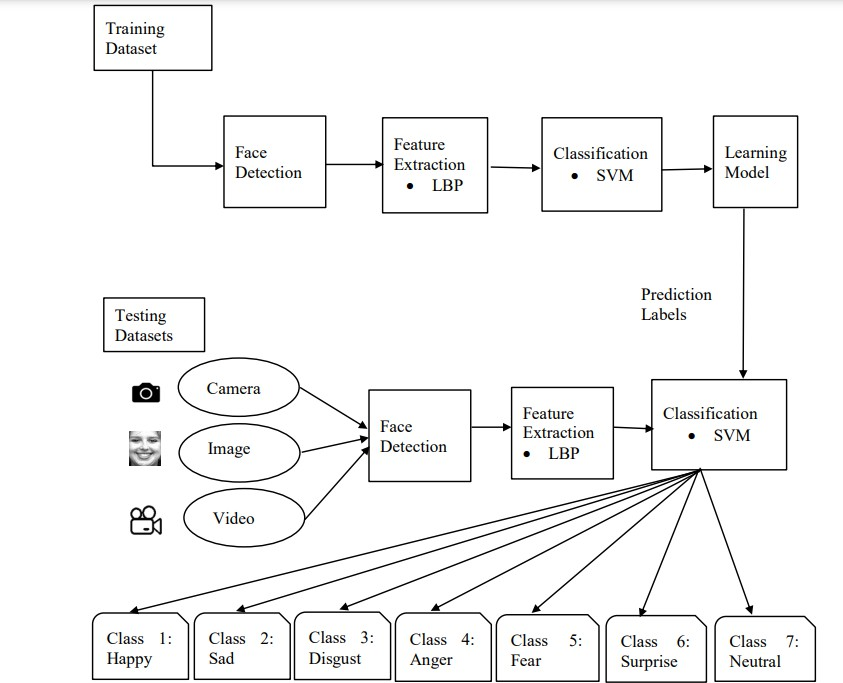 Training
Dataset
Face
Detection
Feature
Extraction
• LBP
Classification
• SVM
Learning
Model
Prediction
Labels
Testing
Datasets
Camera
Image
Video
Face
Detection
Feature
Extraction
• LBP
Classification
• SVM
Class 1:
Happy
Class 2:
Sad
Class 3:
Disgust
Class 4:
Anger
Class 5:
Fear
Class 6:
Surprise
Class 7:
Neutral